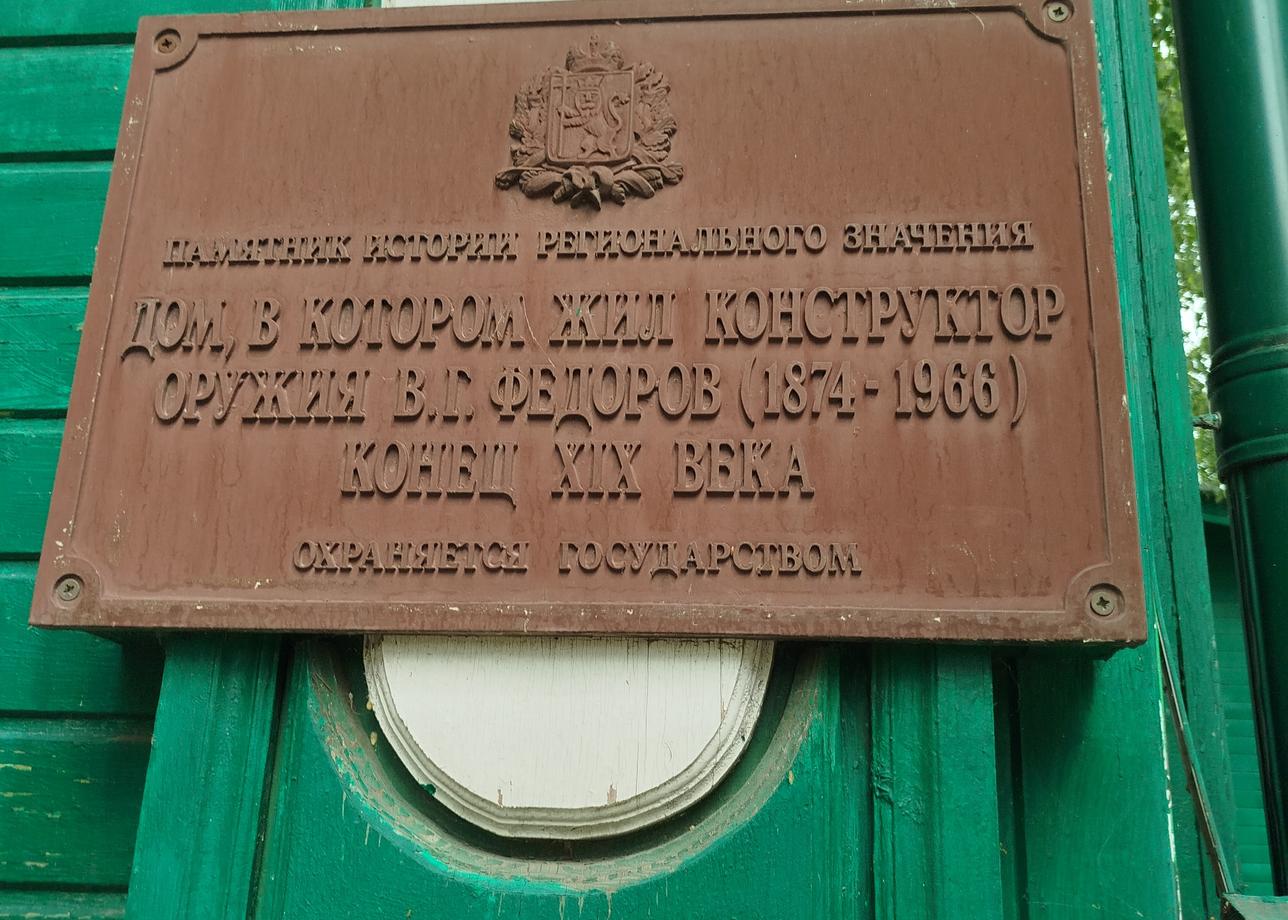 ПАМЯТНИК ИСТОРИИ РЕГИОНАЛЬНОГО ЗНАЧЕНИЯ
ДОМ, В КОТОРОМ ЖИЛ КОНСТРУКТОР
ОРУЖИЯ В.Г. ФЕДОРОВ (1874 - 1966)
КОНЕЦ XIX ВЕКА
ОХРАНЯЕТСЯ ГОСУДАРСТВОМ